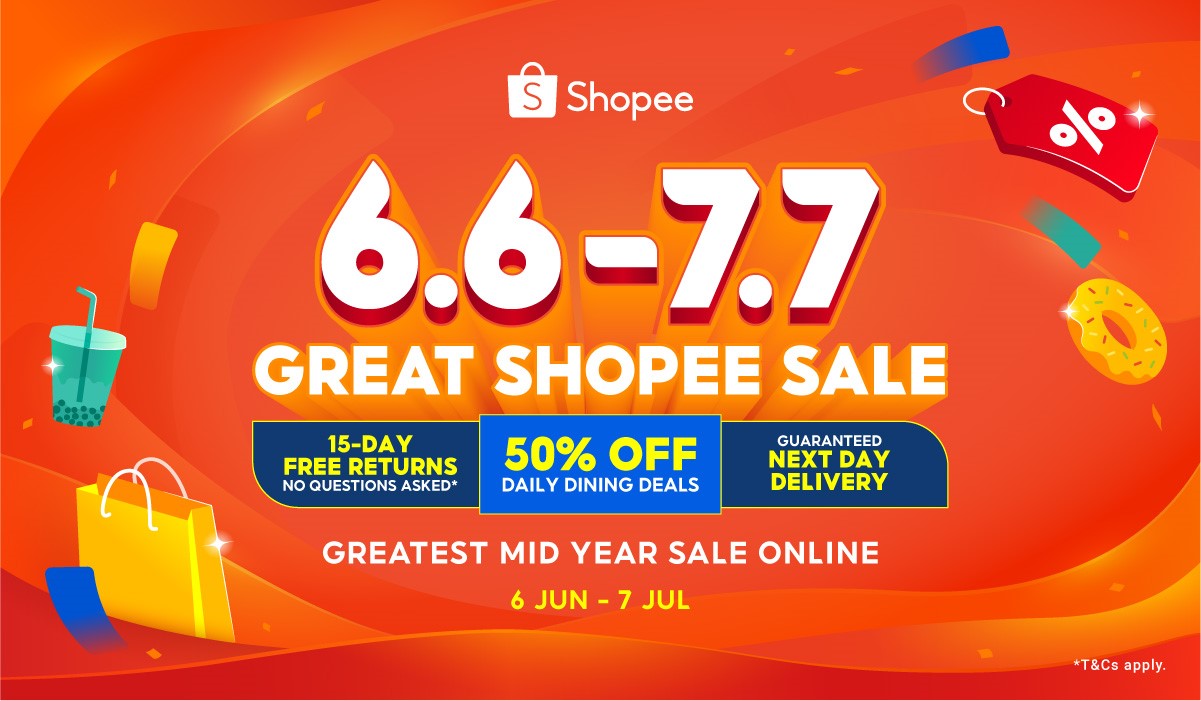 S Shopee
%
6.6-7.7
GREAT SHOPEE SALE
15-DAY
FREE RETURNS
NO QUESTIONS ASKED*
50% OFF
DAILY DINING DEALS
GUARANTEED
NEXT DAY
DELIVERY
GREATEST MID YEAR SALE ONLINE
6 JUN - 7 JUL
*T&Cs apply.